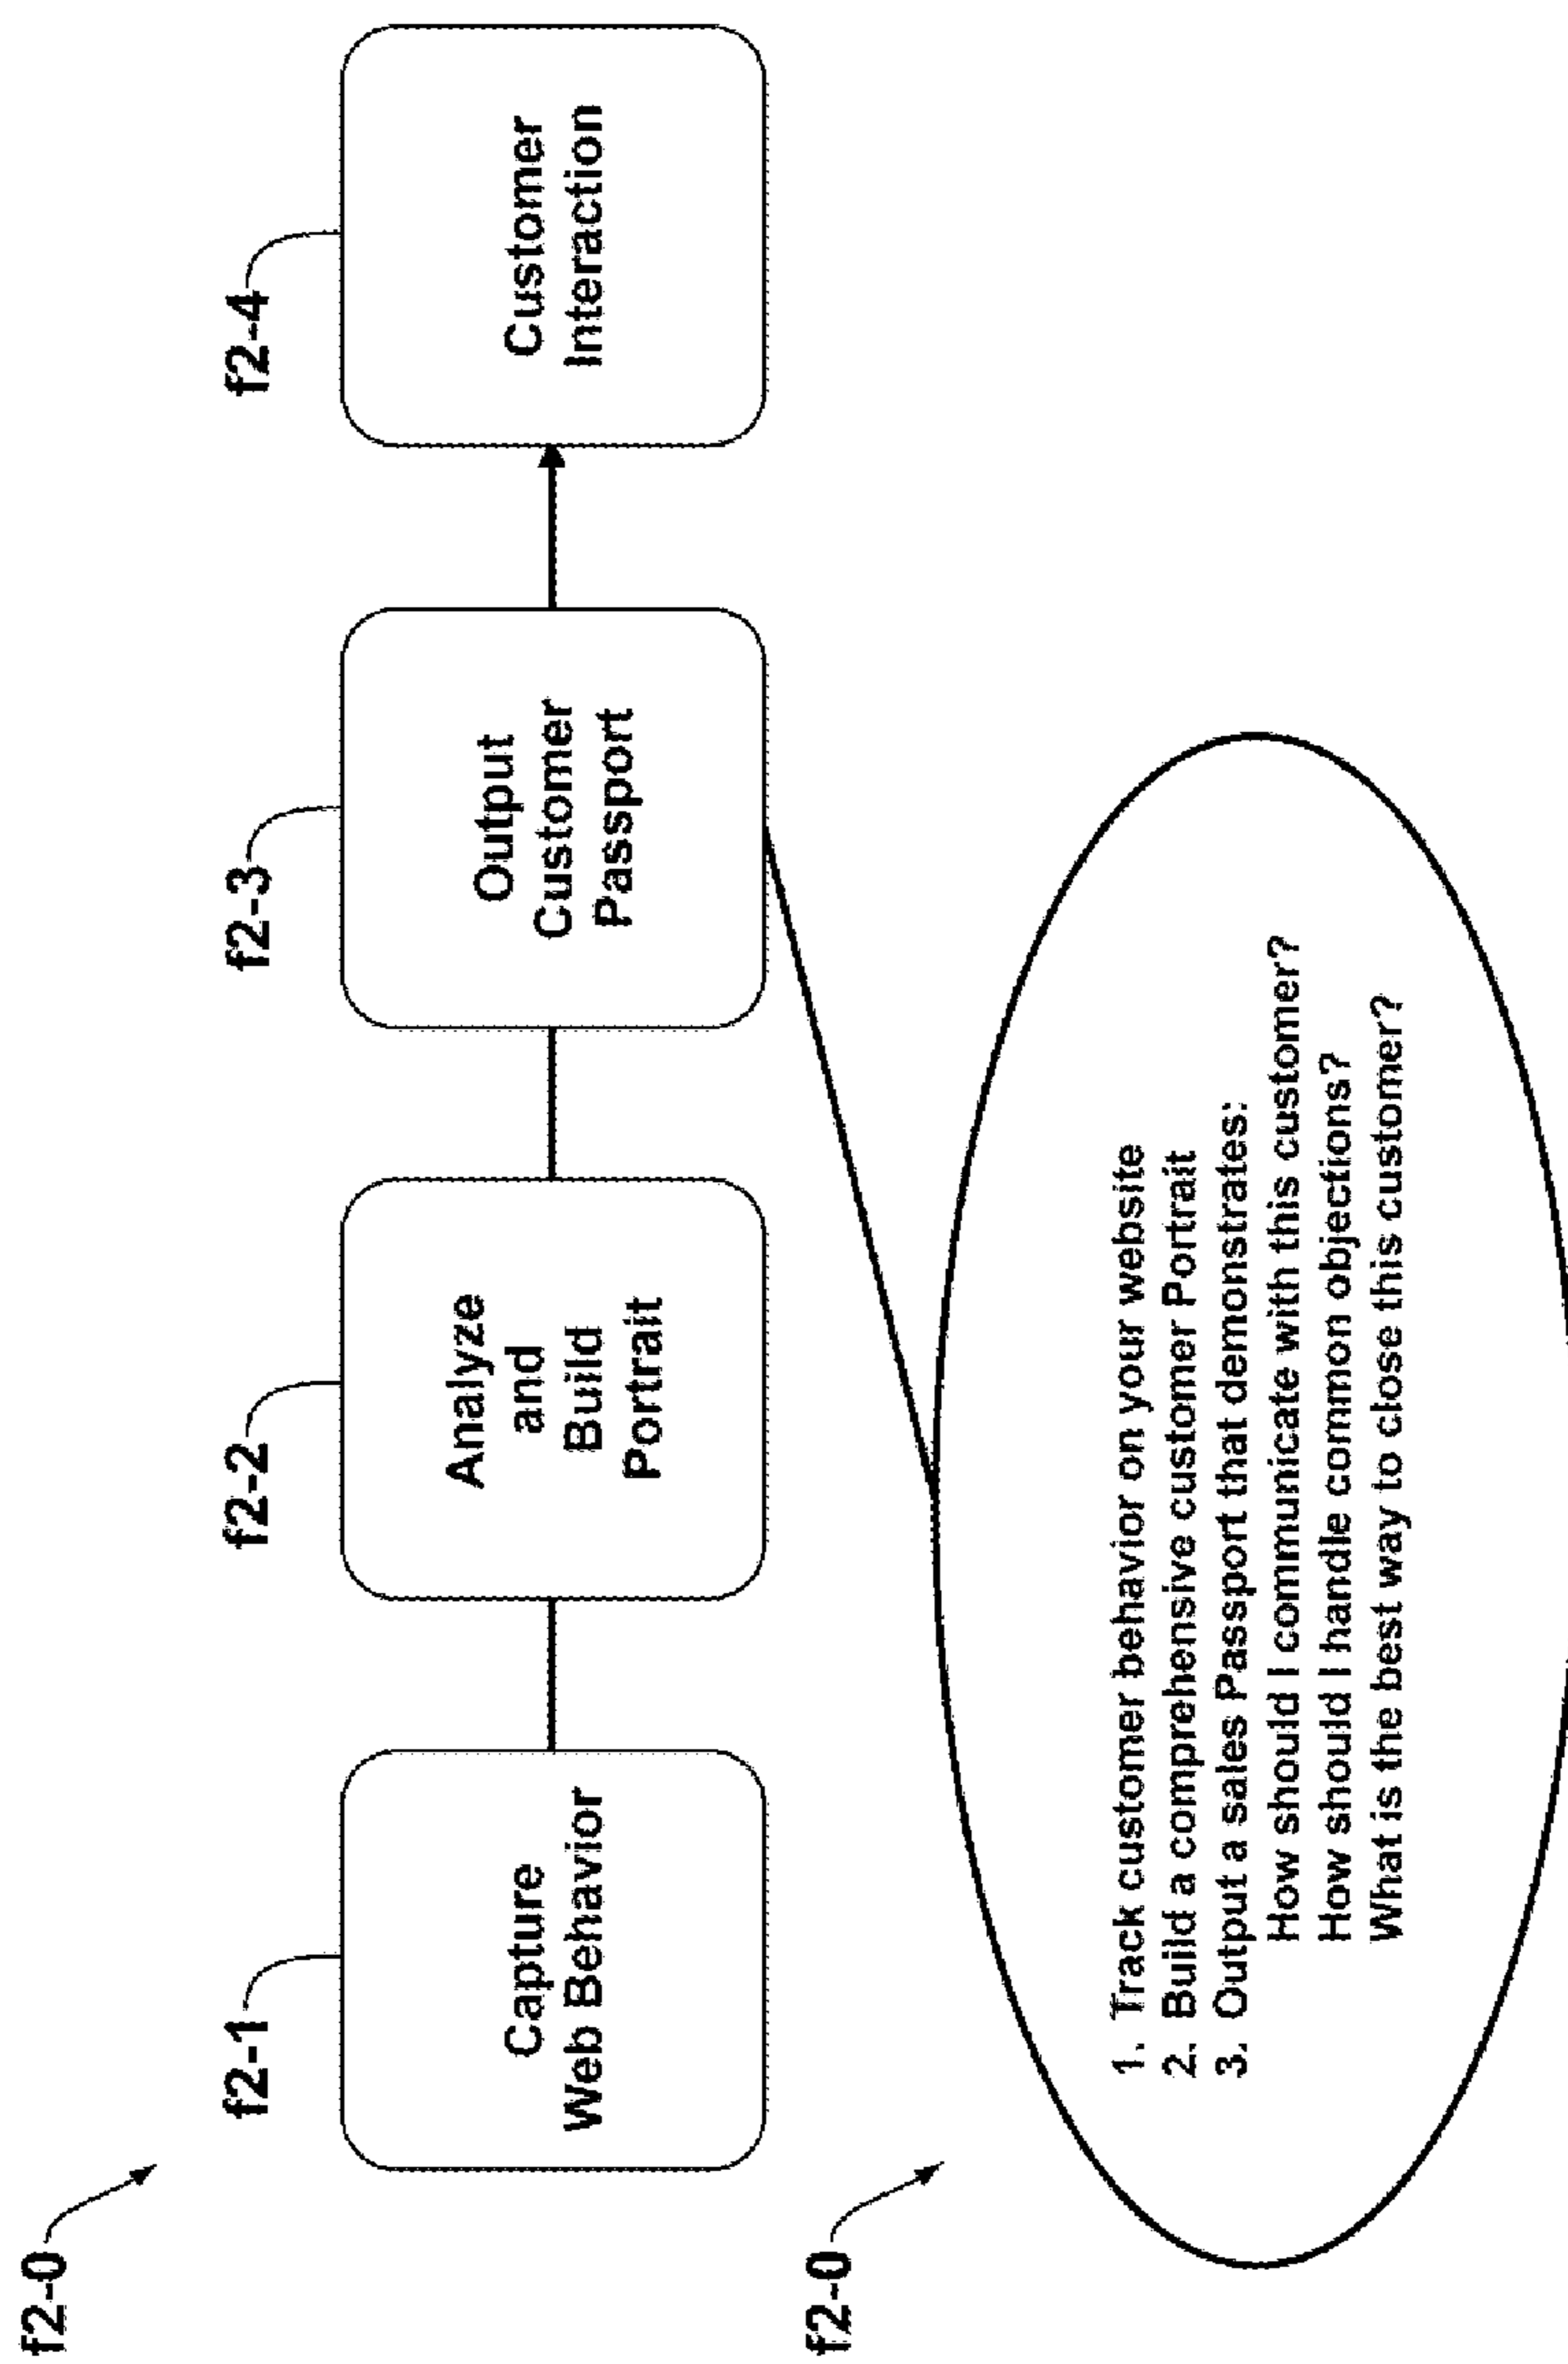 f2-0
f2-1
Capture
Web Behavior
f2-2
Analyze
and
Build
Portrait
f2-3
Output
Customer
Passport
f2-4
Customer
Interaction
f2-0
1. Track customer behavior on your website
2. Build a comprehensive customer Portrait
3. Output a sales Passport that demonstrates:
How should I communicate with this customer?
How should I handle common objections?
What is the best way to close this customer?